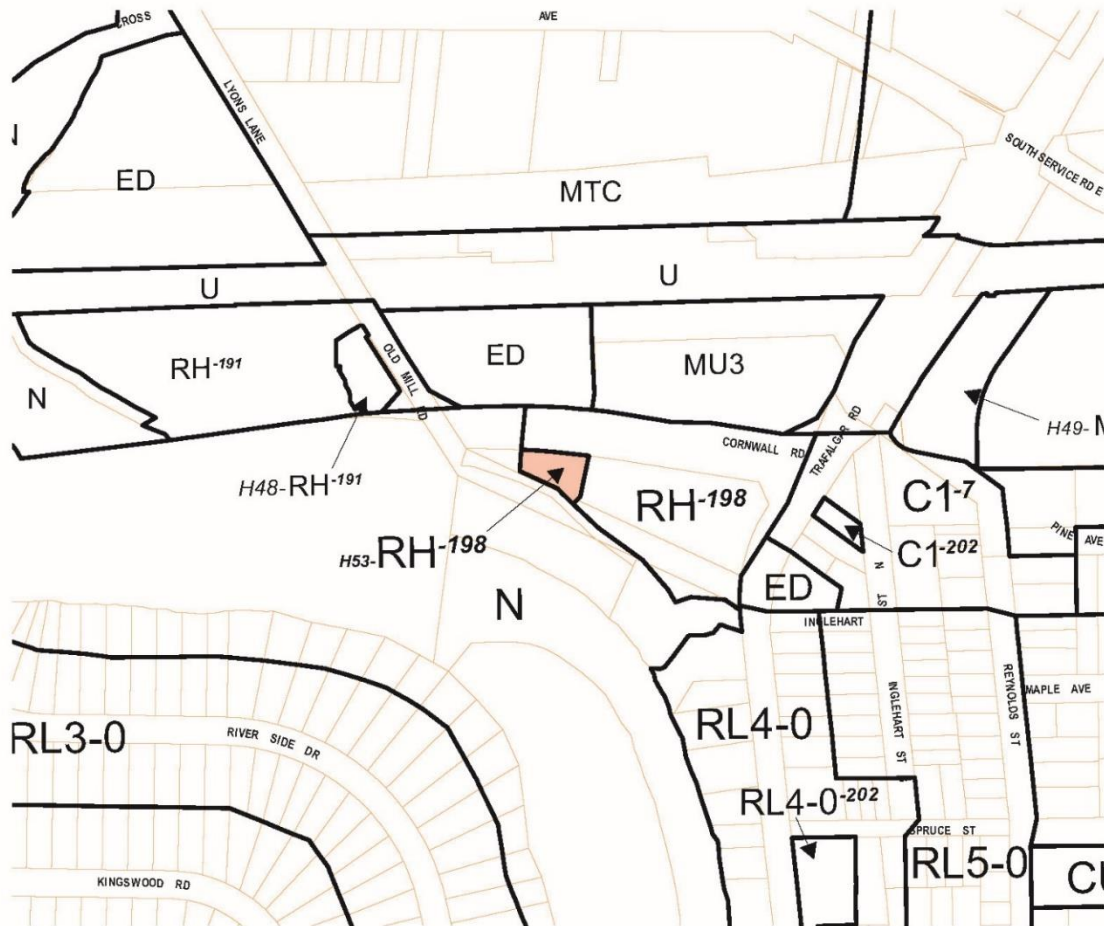 CROSS
AVE
LYONS LANE
SOUTH SERVICE RD E
N
ED
MTC
U
U
OLD MILL RD
ED
MU3
RH-191
N
H49-
CORNWALL RD
TRAFALGAR RD
H48-RH-191
RH-198
C1-7
H53-RH-198
C1-202
PINE AVE
N
ED
N
ST
INGLEHART
RL4-0
INGLEHART ST
REYNOLDS ST
MAPLE AVE
RL3-0
RIVER SIDE DR
RL4-0-202
SPRUCE ST
RL5-0
KINGSWOOD RD